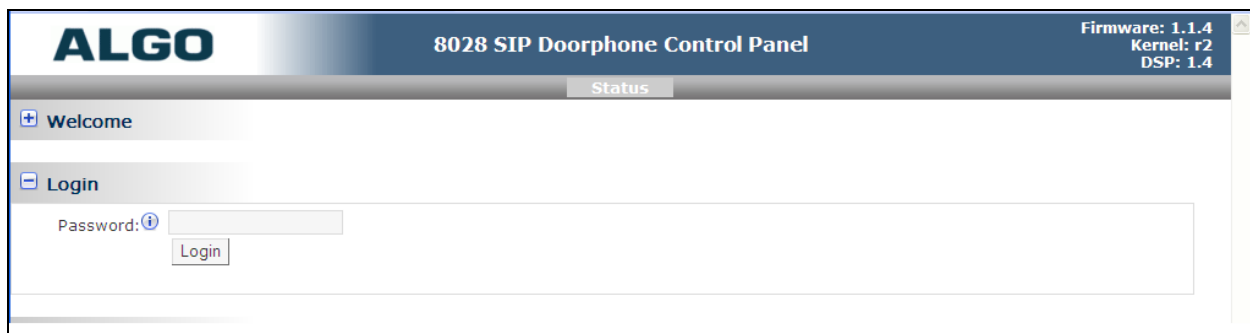 ALGO
8028 SIP Doorphone Control Panel
Firmware: 1.1.4
Kernel: r2
DSP: 1.4
Status
Welcome
Login
Password:
Login